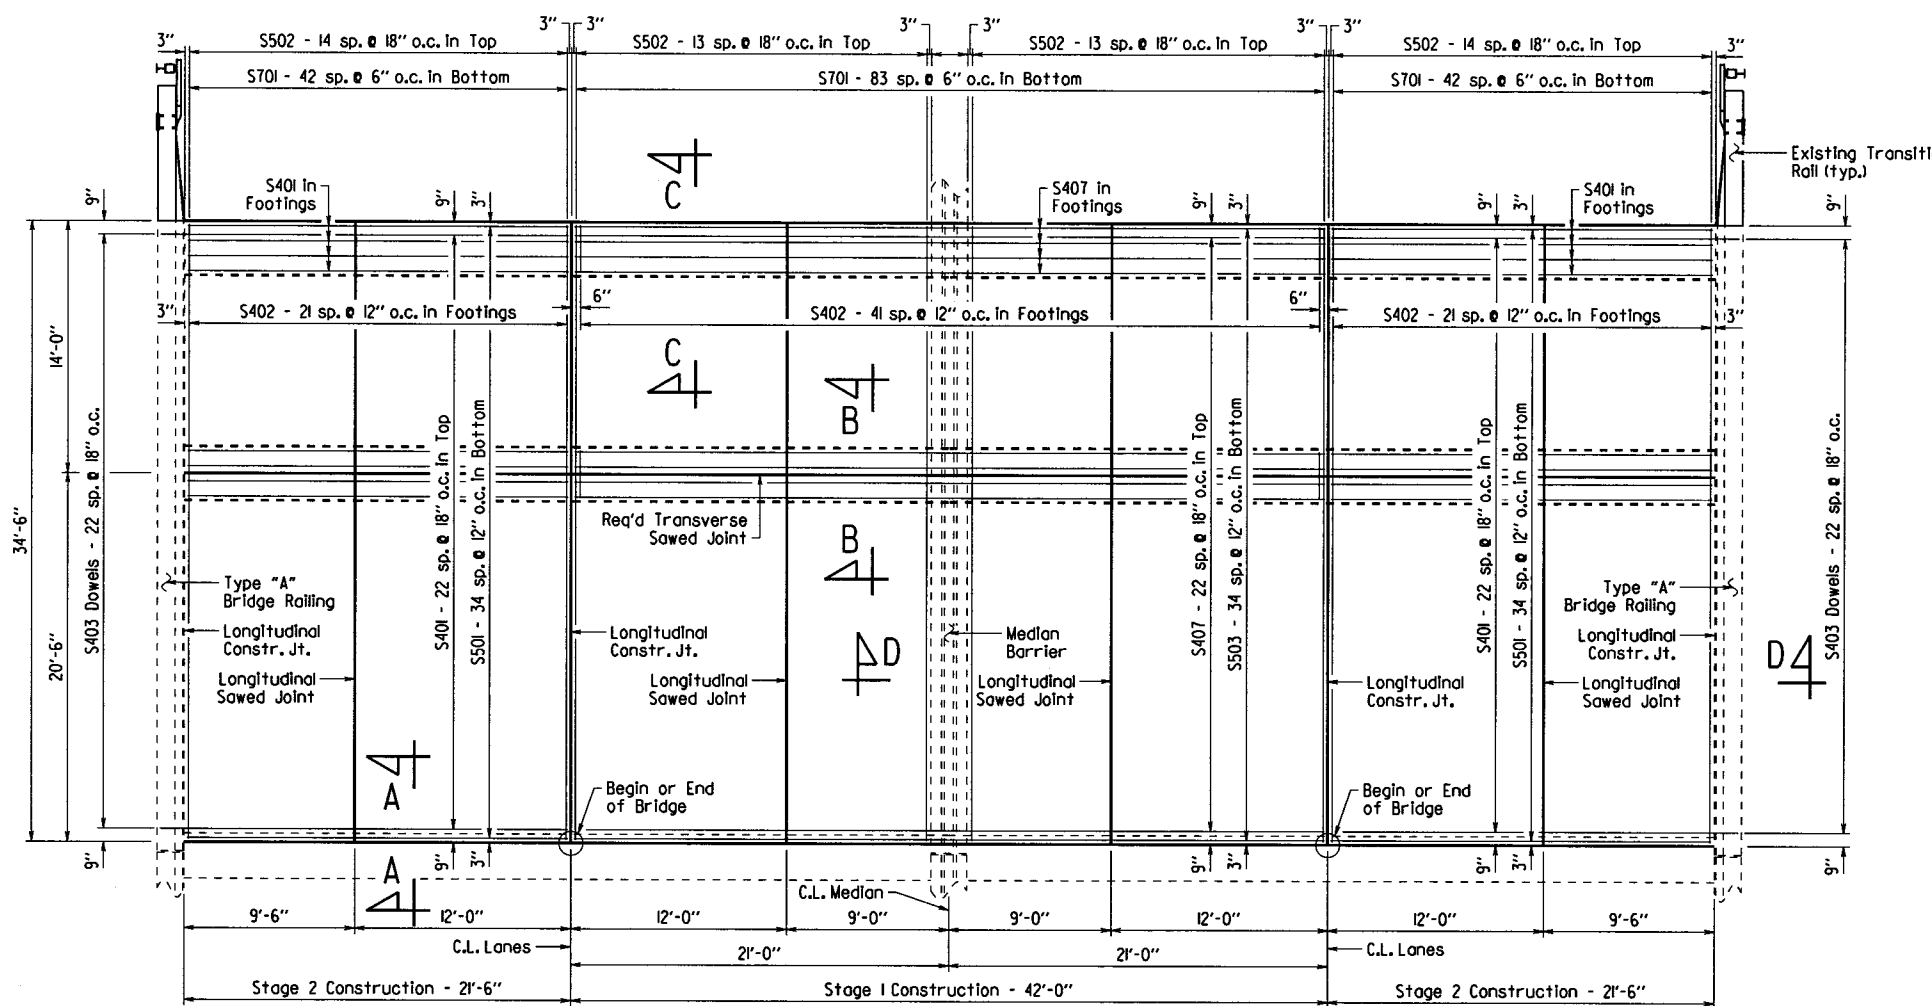 3" 3"
3" 3"
3" 3"
3"
S502 - 14 sp. @ 18" o.c. in Top
S502 - 13 sp. @ 18" o.c. in Top
S502 - 13 sp. @ 18" o.c. in Top
S502 - 14 sp. @ 18" o.c. in Top
3"
S701 - 42 sp. @ 6" o.c. in Bottom
S701 - 83 sp. @ 6" o.c. in Bottom
S701 - 42 sp. @ 6" o.c. in Bottom
Existing Transiti
Rail (typ.)
C
S401 in
Footings
S407 in
Footings
S401 in
Footings
9"
9"
3"
9"
3"
9"
3"
9"
S402 - 21 sp. @ 12" o.c. in Footings
3"
6"
S402 - 41 sp. @ 12" o.c. in Footings
6"
S402 - 21 sp. @ 12" o.c. in Footings
3"
34'-6"
14'-0"
20'-6"
S403 Dowels - 22 sp. @ 18" o.c.
S401 - 22 sp. @ 18" o.c. in Top
S501 - 34 sp. @ 12" o.c. in Bottom
C
B
S407 - 22 sp. @ 18" o.c. in Top
S503 - 34 sp. @ 12" o.c. in Bottom
S401 - 22 sp. @ 18" o.c. in Top
S501 - 34 sp. @ 12" o.c. in Bottom
S403 Dowels - 22 sp. @ 18" o.c.
Req'd Transverse
Sawed Joint
B
Type "A"
Bridge Railing
Type "A"
Bridge Railing
Longitudinal
Constr. Jt.
Longitudinal
Constr. Jt.
Median
Barrier
Longitudinal
Constr. Jt.
D
D
Longitudinal
Sawed Joint
Longitudinal
Sawed Joint
Longitudinal
Sawed Joint
Longitudinal
Constr. Jt.
Longitudinal
Sawed Joint
A
Begin or End
of Bridge
Begin or End
of Bridge
9"
A
9"
3"
9"
3"
9"
3"
9"
C.L. Median
9'-6"
12'-0"
12'-0"
9'-0"
9'-0"
12'-0"
12'-0"
9'-6"
C.L. Lanes
21'-0"
21'-0"
C.L. Lanes
Stage 2 Construction - 21'-6"
Stage 1 Construction - 42'-0"
Stage 2 Construction - 21'-6"